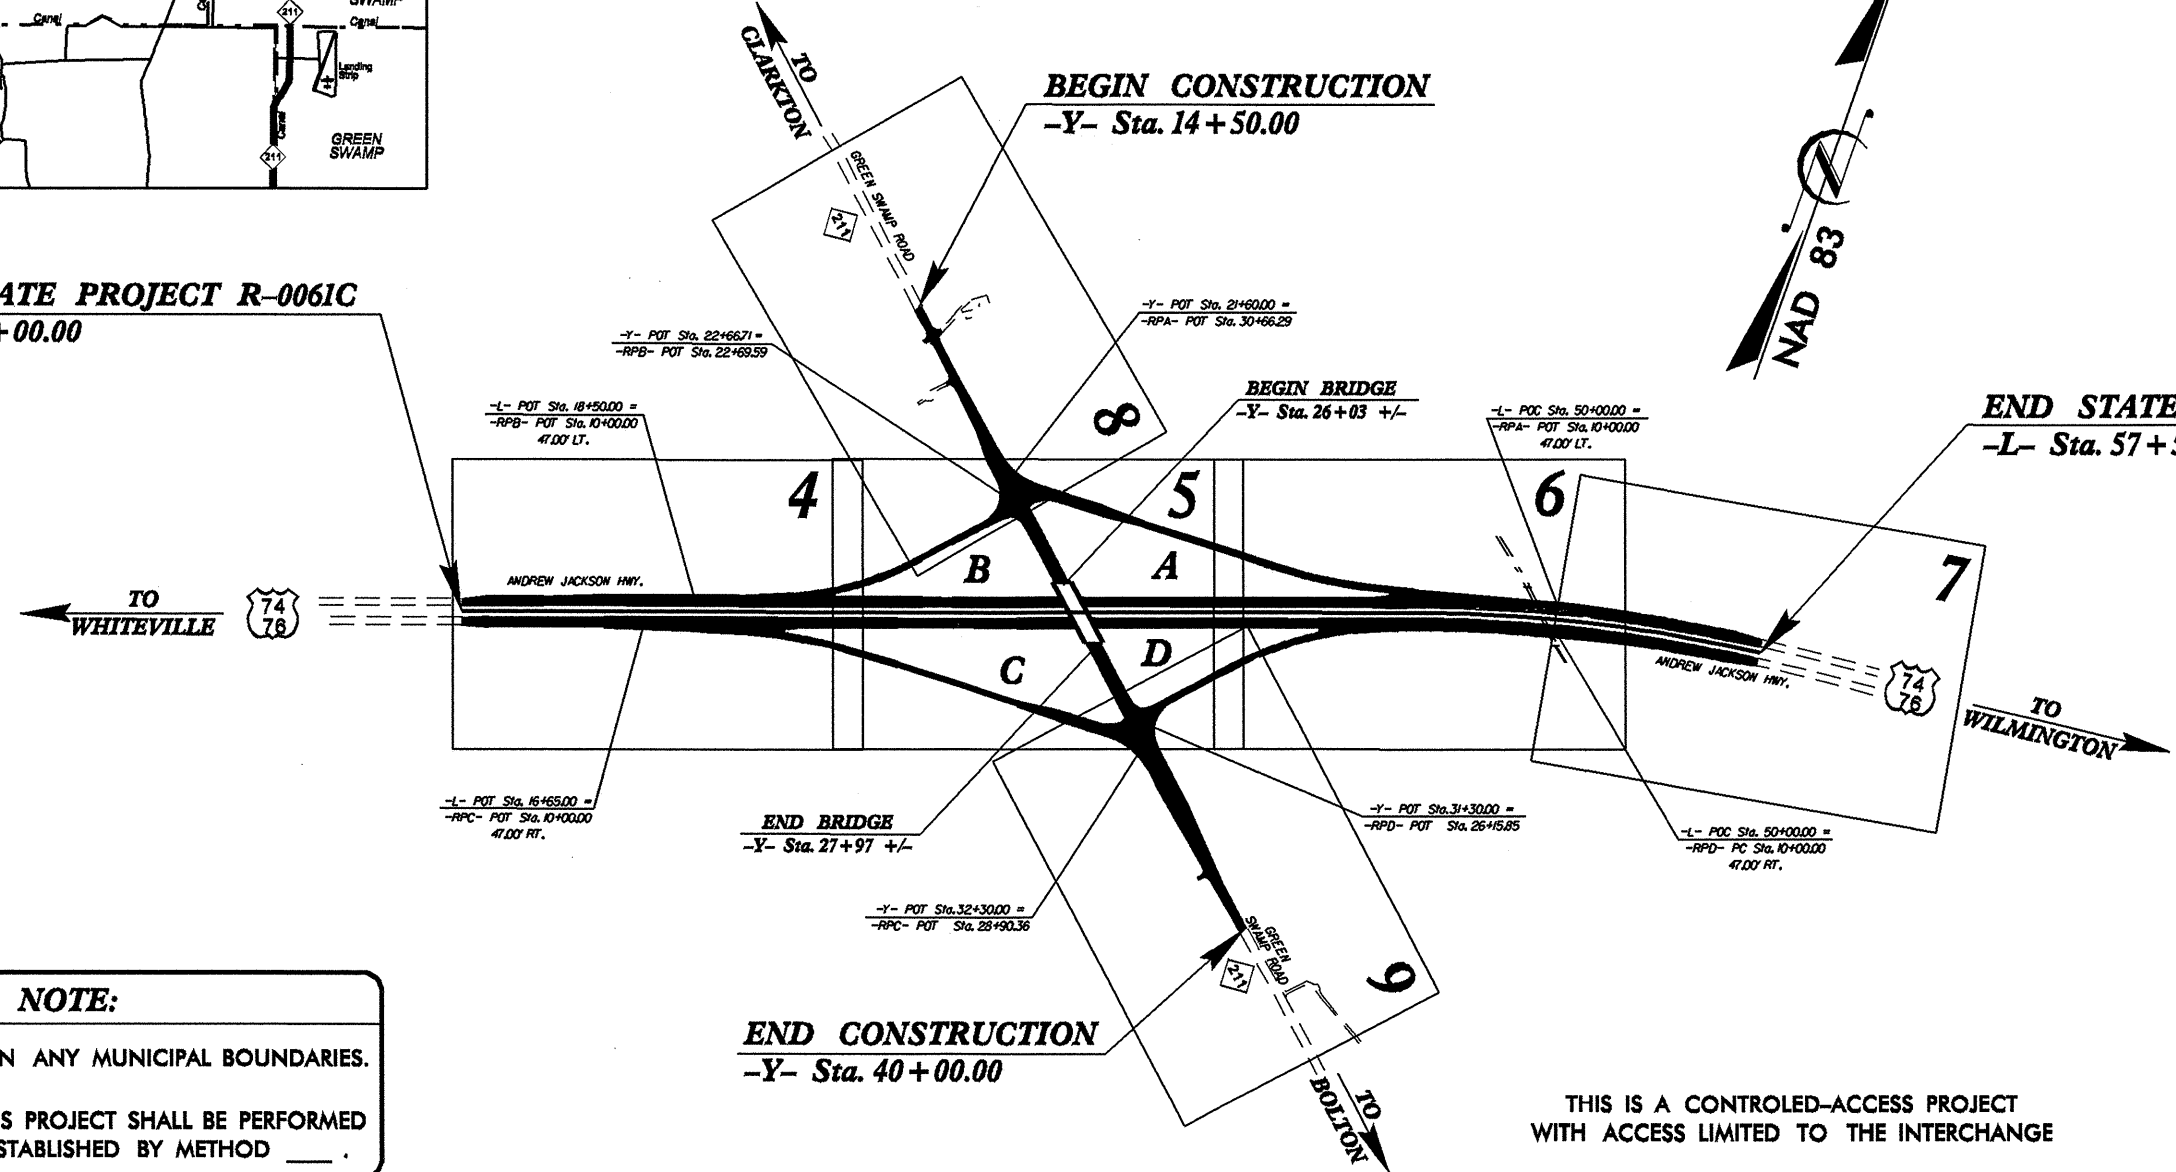 SWAMP
Canal
211
Canal
Landing
Strip
Canal
GREEN
SWAMP
211
TO
CLARKTON
BEGIN CONSTRUCTION
-Y- Sta. 14+50.00
GREEN SWAMP ROAD
211
NAD 83
ATE PROJECT R-0061C
+00.00
-Y- POT Sta. 21+60.00 =
-RPA- POT Sta. 30+66.29
-Y- POT Sta. 22+66.71 =
-RPB- POT Sta. 22+69.59
BEGIN BRIDGE
-Y- Sta. 26+03 +/-
-L- POT Sta. 18+50.00 =
-RPB- POT Sta. 10+00.00
47.00' LT.
-L- POC Sta. 50+00.00 =
-RPA- POT Sta. 10+00.00
47.00' LT.
END STATE
-L- Sta. 57+5
8
4
5
6
7
B
A
ANDREW JACKSON HWY.
TO
WHITEVILLE
74
76
C
D
ANDREW JACKSON HWY.
74
76
TO
WILMINGTON
-L- POT Sta. 16+65.00 =
-RPC- POT Sta. 10+00.00
47.00' RT.
END BRIDGE
-Y- Sta. 27+97 +/-
-Y- POT Sta. 31+30.00 =
-RPD- POT Sta. 26+15.85
-L- POC Sta. 50+00.00 =
-RPD- PC Sta. 10+00.00
47.00' RT.
-Y- POT Sta. 32+30.00 =
-RPC- POT Sta. 28+90.36
GREEN
SWAMP ROAD
211
9
END CONSTRUCTION
-Y- Sta. 40+00.00
TO
BOLTON
NOTE:
N ANY MUNICIPAL BOUNDARIES.
S PROJECT SHALL BE PERFORMED
STABLISHED BY METHOD ___ .
THIS IS A CONTROLED-ACCESS PROJECT
WITH ACCESS LIMITED TO THE INTERCHANGE